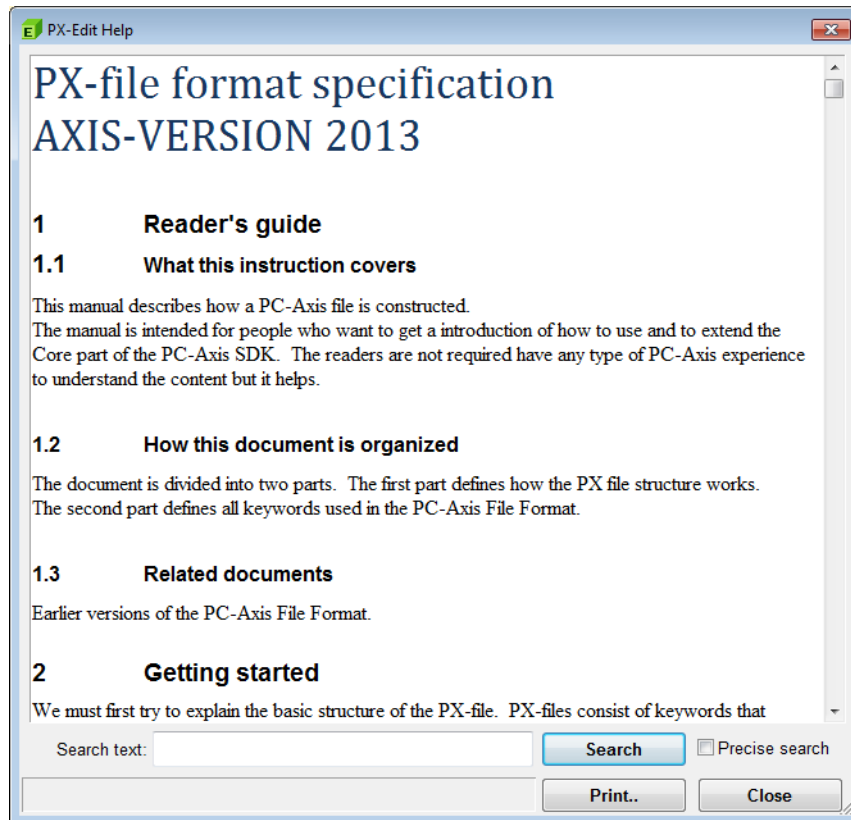 PX-Edit Help
PX-file format specification
AXIS-VERSION 2013
1 Reader's guide
1.1 What this instruction covers
This manual describes how a PC-Axis file is constructed.
The manual is intended for people who want to get a introduction of how to use and to extend the
Core part of the PC-Axis SDK. The readers are not required have any type of PC-Axis experience
to understand the content but it helps.
1.2 How this document is organized
The document is divided into two parts. The first part defines how the PX file structure works.
The second part defines all keywords used in the PC-Axis File Format.
1.3 Related documents
Earlier versions of the PC-Axis File Format.
2 Getting started
We must first try to explain the basic structure of the PX-file. PX-files consist of keywords that
Search text: Search Precise search
Print.. Close